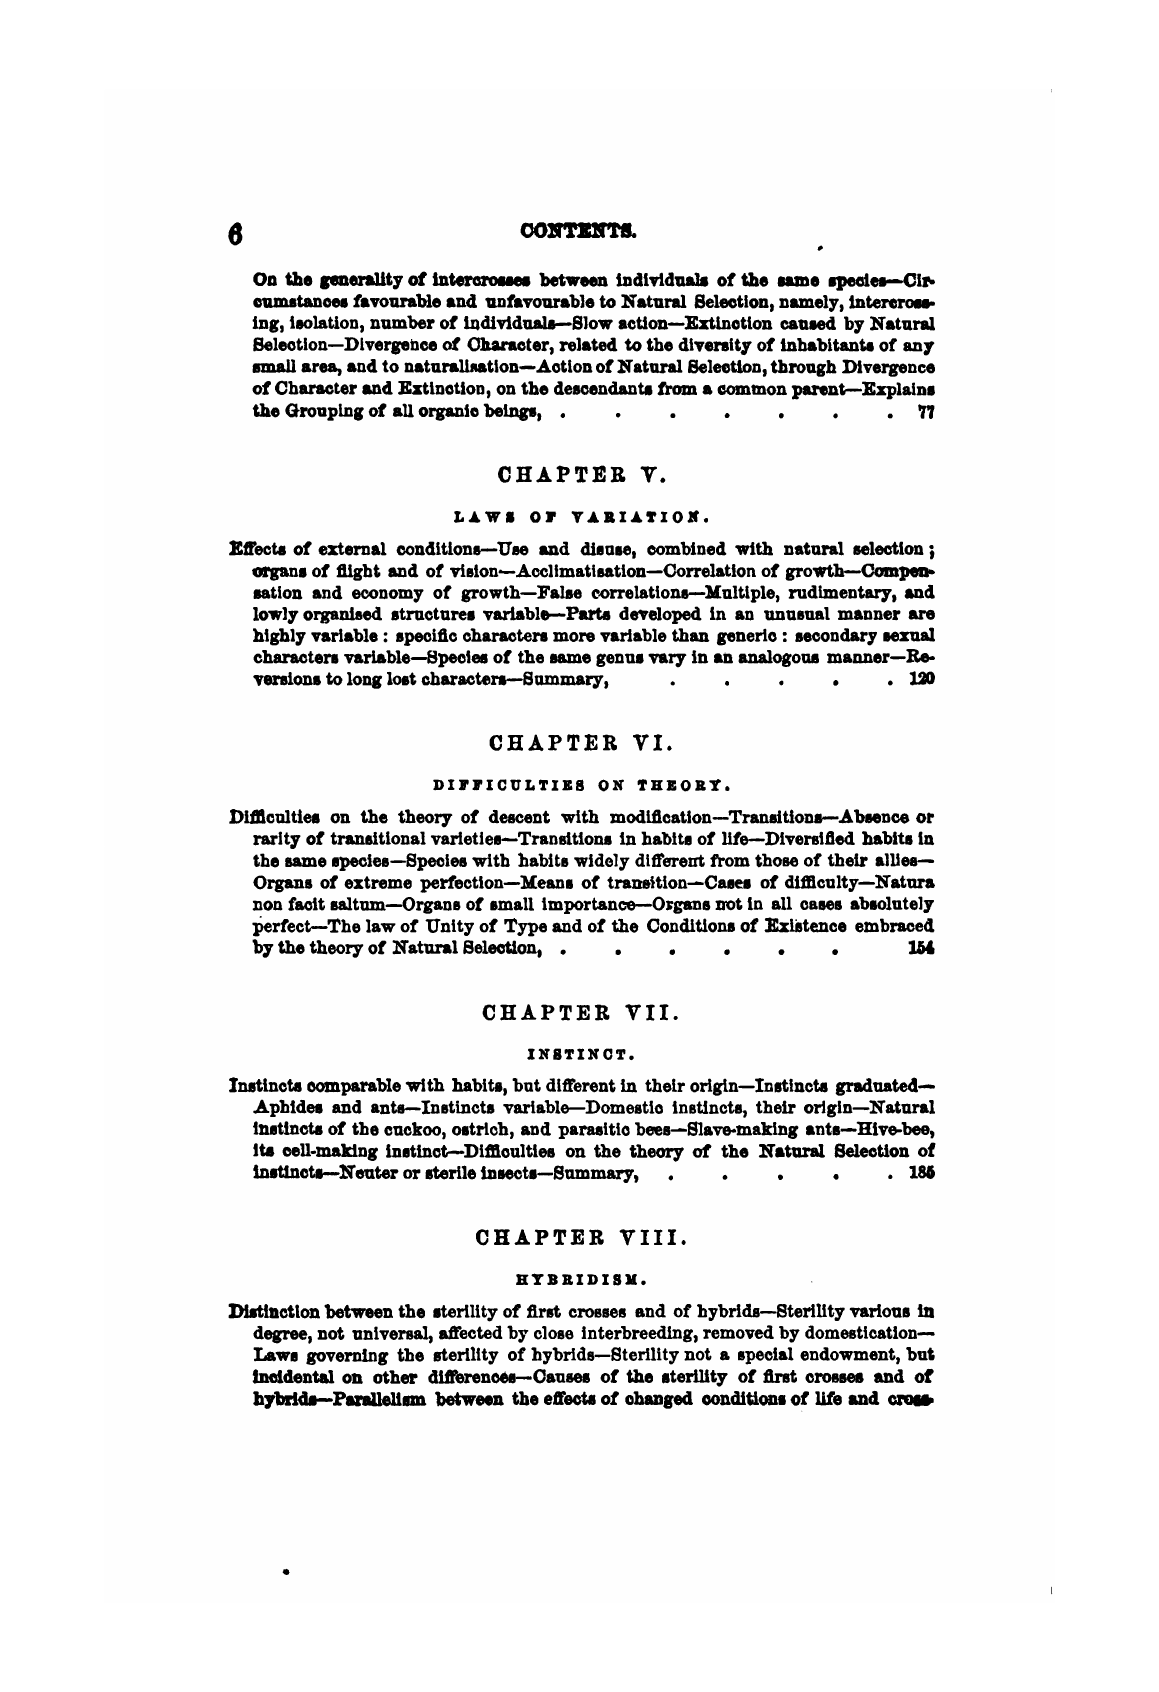 6 CONTENTS.
On the generality of intercrosses between individuals of the same species—Cir-
cumstances favourable and unfavourable to Natural Selection, namely, intercross-
ing, isolation, number of individuals—Slow action—Extinction caused by Natural
Selection—Divergence of Character, related to the diversity of inhabitants of any
small area, and to naturalisation—Action of Natural Selection, through Divergence
of Character and Extinction, on the descendants from a common parent—Explains
the Grouping of all organic beings, . . . . . . . 77
CHAPTER V.
LAWS OF VARIATION.
Effects of external conditions—Use and disuse, combined with natural selection;
organs of flight and of vision—Acclimatisation—Correlation of growth—Compen-
sation and economy of growth—False correlations—Multiple, rudimentary, and
lowly organised structures variable—Parts developed in an unusual manner are
highly variable: specific characters more variable than generic: secondary sexual
characters variable—Species of the same genus vary in an analogous manner—Re-
versions to long lost characters—Summary, . . . . . 120
CHAPTER VI.
DIFFICULTIES ON THEORY.
Difficulties on the theory of descent with modification—Transitions—Absence or
rarity of transitional varieties—Transitions in habits of life—Diversified habits in
the same species—Species with habits widely different from those of their allies—
Organs of extreme perfection—Means of transition—Cases of difficulty—Natura
non facit saltum—Organs of small importance—Organs not in all cases absolutely
perfect—The law of Unity of Type and of the Conditions of Existence embraced
by the theory of Natural Selection, . . . . . . 154
CHAPTER VII.
INSTINCT.
Instincts comparable with habits, but different in their origin—Instincts graduated—
Aphides and ants—Instincts variable—Domestic instincts, their origin—Natural
instincts of the cuckoo, ostrich, and parasitic bees—Slave-making ants—Hive-bee,
its cell-making instinct—Difficulties on the theory of the Natural Selection of
instincts—Neuter or sterile insects—Summary, . . . . . 185
CHAPTER VIII.
HYBRIDISM.
Distinction between the sterility of first crosses and of hybrids—Sterility various in
degree, not universal, affected by close interbreeding, removed by domestication—
Laws governing the sterility of hybrids—Sterility not a special endowment, but
incidental on other differences—Causes of the sterility of first crosses and of
hybrids—Parallelism between the effects of changed conditions of life and cross-